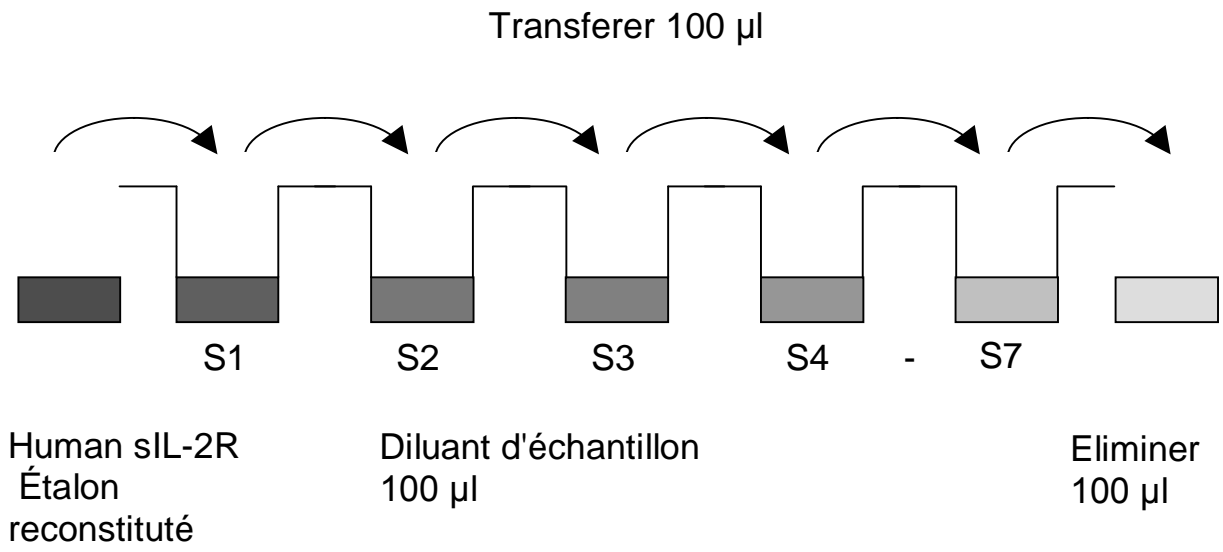 Transferer 100 µl
S1 S2 S3 S4 - S7
Human sIL-2R
Étalon
reconstituté
Diluant d'échantillon
100 µl
Eliminer
100 µl